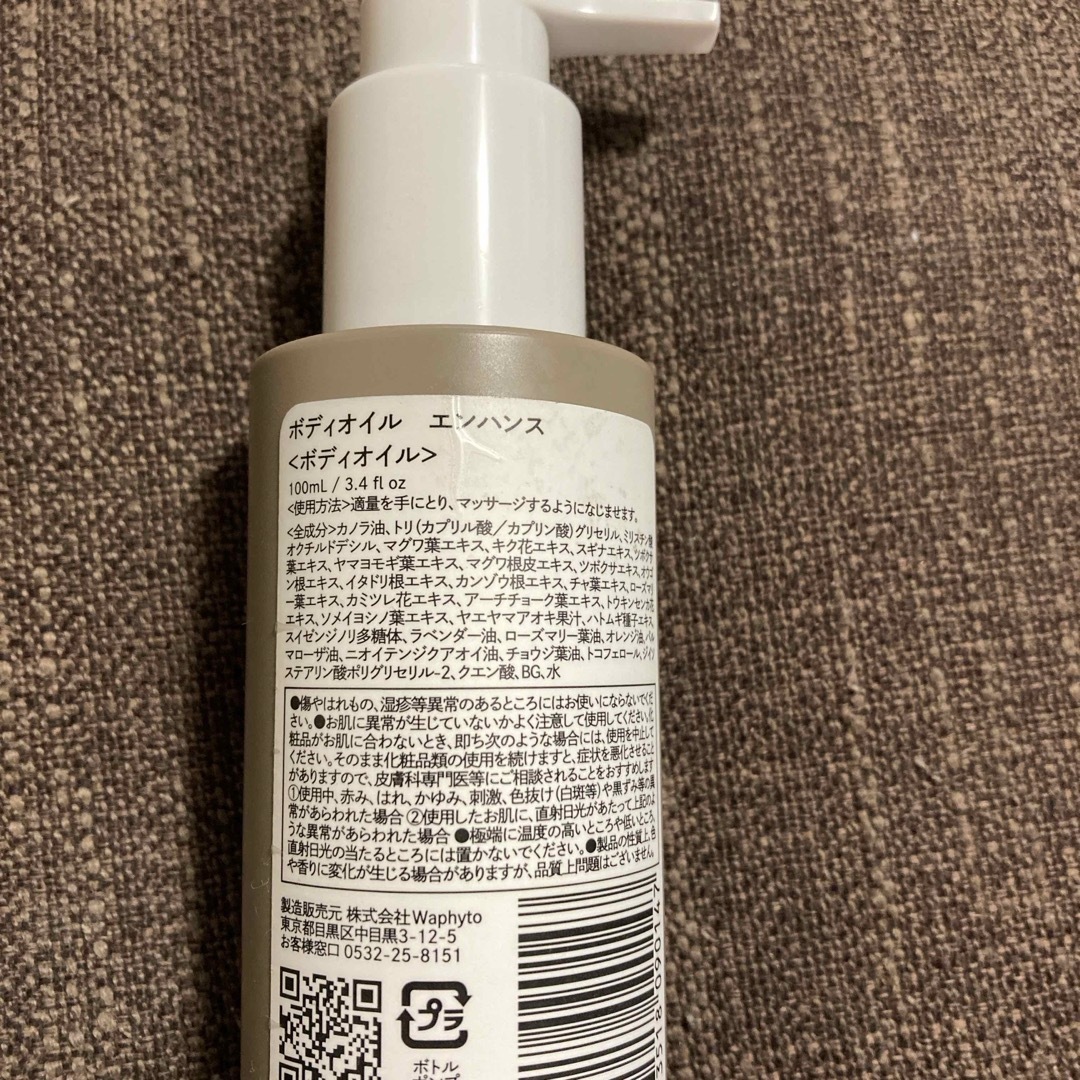 ボディオイル　エンハンス
<ボディオイル>
100mL / 3.4 fl oz
<使用方法>適量を手にとり、マッサージするようになじませます。
<全成分>カノラ油、トリ(カプリル酸/カプリン酸)グリセリル、ミリスチン酸
オクチルドデシル、マグワ葉エキス、キク花エキス、スギナエキス、ツボクサ
葉エキス、ヤマヨモギ葉エキス、マグワ根皮エキス、ツボクサエキス、オウゴ
ン根エキス、イタドリ根エキス、カンゾウ根エキス、チャ葉エキス、ローズマリ
ー葉エキス、カミツレ花エキス、アーチチョーク葉エキス、トウキンセンカ花
エキス、ソメイヨシノ葉エキス、ヤエヤマアオキ果汁、ハトムギ種子エキス、
スイゼンジノリ多糖体、ラベンダー油、ローズマリー葉油、オレンジ油、パル
マローザ油、ニオイテンジクアオイ油、チョウジ葉油、トコフェロール、ジイソ
ステアリン酸ポリグリセリル-2、クエン酸、BG、水
●傷やはれもの、湿疹等異常のあるところにはお使いにならないでくだ
さい。●お肌に異常が生じていないかよく注意して使用してください。化
粧品がお肌に合わないとき、即ち次のような場合には、使用を中止して
ください。そのまま化粧品類の使用を続けますと、症状を悪化させること
がありますので、皮膚科専門医等にご相談されることをおすすめします
①使用中、赤み、はれ、かゆみ、刺激、色抜け(白斑等)や黒ずみ等の異
常があらわれた場合 ②使用したお肌に、直射日光があたって上記のよ
うな異常があらわれた場合 ●極端に温度の高いところや低いところ、
直射日光の当たるところには置かないでください。●製品の性質上、色
や香りに変化が生じる場合がありますが、品質上問題はございません。
製造販売元 株式会社Waphyto
東京都目黒区中目黒3-12-5
お客様窓口 0532-25-8151
プラ
ボトル